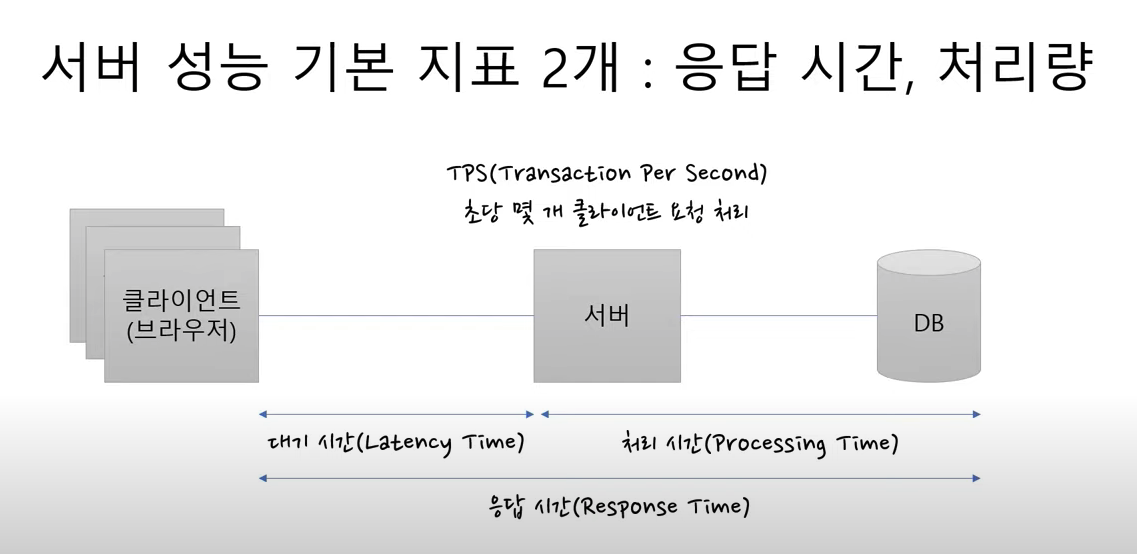 서버 성능 기본 지표 2개 : 응답 시간, 처리량
TPS(Transaction Per Second)
초당 몇 개 클라이언트 요청 처리
클라이언트
(브라우저)
서버
DB
대기 시간(Latency Time)
처리 시간(Processing Time)
응답 시간(Response Time)